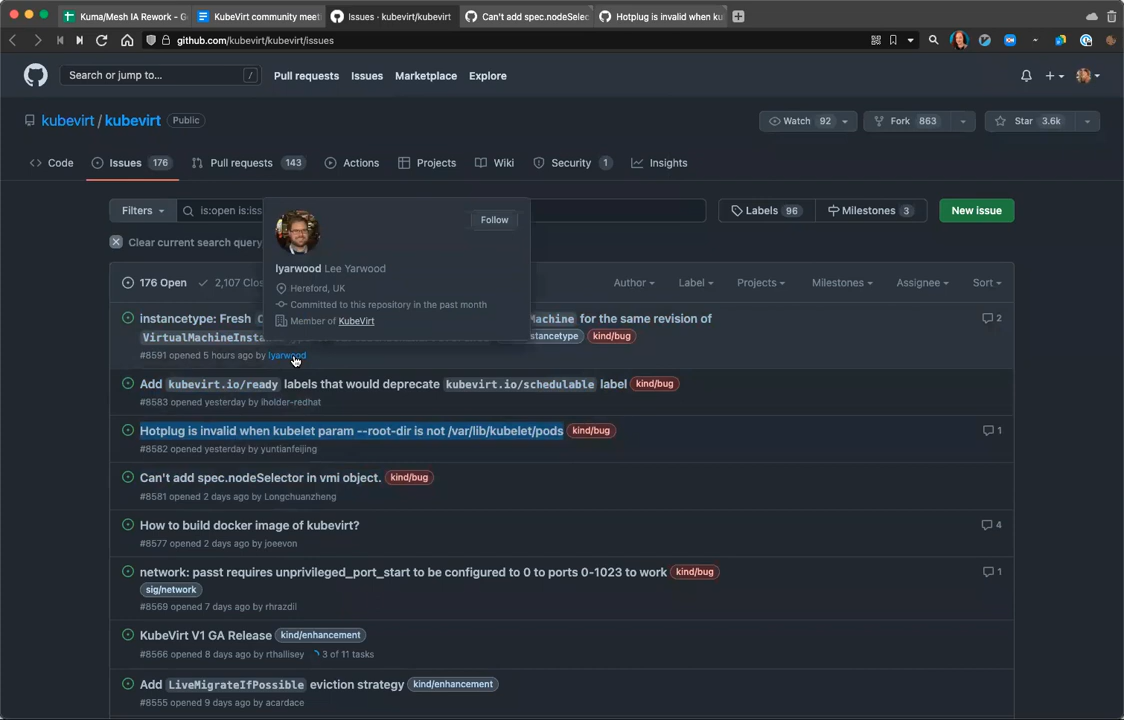 Kuma/Mesh IA Rework - G
KubeVirt community meet
Issues · kubevirt/kubevirt
Can't add spec.nodeSelec
Hotplug is invalid when ku
github.com/kubevirt/kubevirt/issues
Search or jump to... /
Pull requests Issues Marketplace Explore
kubevirt / kubevirt Public
Watch 92 Fork 863 Star 3.6k
Code Issues 176 Pull requests 143 Actions Projects Wiki Security 1 Insights
Filters is:open is:iss Labels 96 Milestones 3 New issue
Follow
Clear current search query
lyarwood Lee Yarwood
Hereford, UK
Committed to this repository in the past month
Member of KubeVirt
176 Open 2,107 Clos Author Label Projects Milestones Assignee Sort
instancetype: Fresh for the same revision of 2
VirtualMachineInst kind/bug
#8591 opened 5 hours ago by lyarwood
Add kubevirt.io/ready labels that would deprecate kubevirt.io/schedulable label kind/bug
#8583 opened yesterday by iholder-redhat
Hotplug is invalid when kubelet param --root-dir is not /var/lib/kubelet/pods kind/bug 1
#8582 opened yesterday by yuntianfeijing
Can't add spec.nodeSelector in vmi object. kind/bug
#8581 opened 2 days ago by Longchuanzheng
How to build docker image of kubevirt? 4
#8577 opened 2 days ago by joeevon
network: passt requires unprivileged_port_start to be configured to 0 to ports 0-1023 to work kind/bug 1
sig/network
#8569 opened 7 days ago by rhrazdil
KubeVirt V1 GA Release kind/enhancement
#8566 opened 8 days ago by rthallisey 3 of 11 tasks
Add LiveMigrateIfPossible eviction strategy kind/enhancement
#8555 opened 9 days ago by acardace